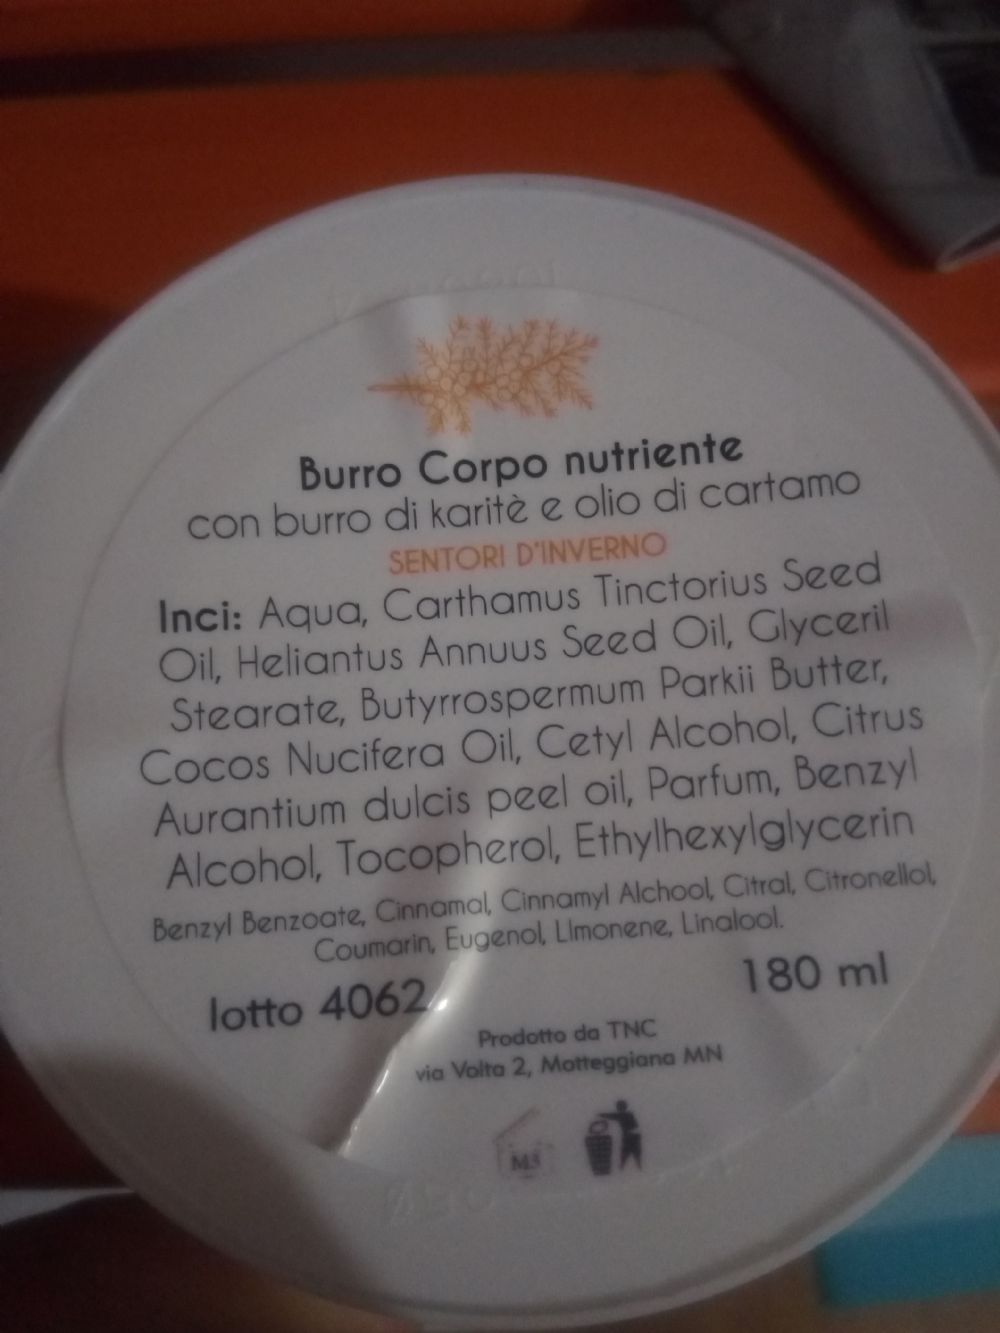 Burro Corpo nutriente
con burro di karitè e olio di cartamo
SENTORI D'INVERNO
Inci: Aqua, Carthamus Tinctorius Seed
Oil, Heliantus Annuus Seed Oil, Glyceril
Stearate, Butyrrospermum Parkii Butter,
Cocos Nucifera Oil, Cetyl Alcohol, Citrus
Aurantium dulcis peel oil, Parfum, Benzyl
Alcohol, Tocopherol, Ethylhexylglycerin
Benzyl Benzoate, Cinnamal, Cinnamyl Alchool, Citral, Citronellol,
Coumarin, Eugenol, LImonene, Linalool.
lotto 4062
180 ml
Prodotto da TNC
via Volta 2, Motteggiana MN